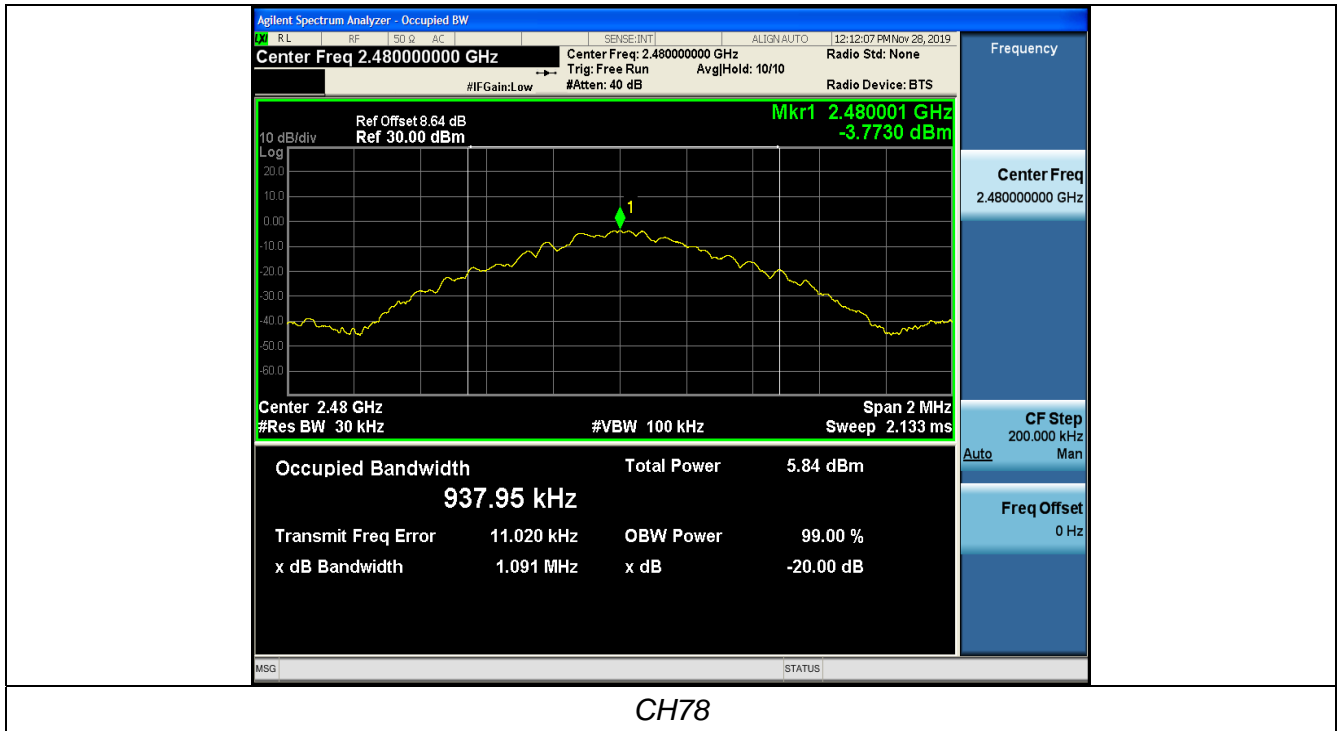 Agilent Spectrum Analyzer - Occupied BW
LXI RL RF 50 Ω AC SENSE:INT ALIGN AUTO 12:12:07 PM Nov 28, 2019
Center Freq 2.480000000 GHz
Center Freq: 2.480000000 GHz
Radio Std: None
Trig: Free Run Avg|Hold: 10/10
#IFGain:Low
#Atten: 40 dB
Radio Device: BTS
Frequency
Mkr1 2.480001 GHz
-3.7730 dBm
Ref Offset 8.64 dB
10 dB/div Ref 30.00 dBm
Log
20.0
10.0
0.00
-10.0
-20.0
-30.0
-40.0
-50.0
-60.0
1
Center 2.48 GHz Span 2 MHz
#Res BW 30 kHz #VBW 100 kHz Sweep 2.133 ms
Occupied Bandwidth Total Power 5.84 dBm
937.95 kHz
Transmit Freq Error 11.020 kHz OBW Power 99.00 %
x dB Bandwidth 1.091 MHz x dB -20.00 dB
Center Freq
2.480000000 GHz
CF Step
200.000 kHz
Auto Man
Freq Offset
0 Hz
MSG STATUS
CH78